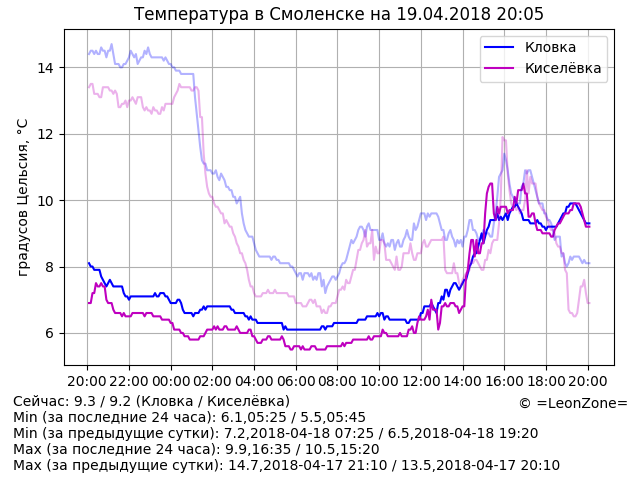 Температура в Смоленске на 19.04.2018 20:05
Кловка
Киселёвка
градусов Цельсия, °C
14
12
10
8
6
20:00 22:00 00:00 02:00 04:00 06:00 08:00 10:00 12:00 14:00 16:00 18:00 20:00
Сейчас: 9.3 / 9.2 (Кловка / Киселёвка)
© =LeonZone=
Min (за последние 24 часа): 6.1,05:25 / 5.5,05:45
Min (за предыдущие сутки): 7.2,2018-04-18 07:25 / 6.5,2018-04-18 19:20
Max (за последние 24 часа): 9.9,16:35 / 10.5,15:20
Max (за предыдущие сутки): 14.7,2018-04-17 21:10 / 13.5,2018-04-17 20:10